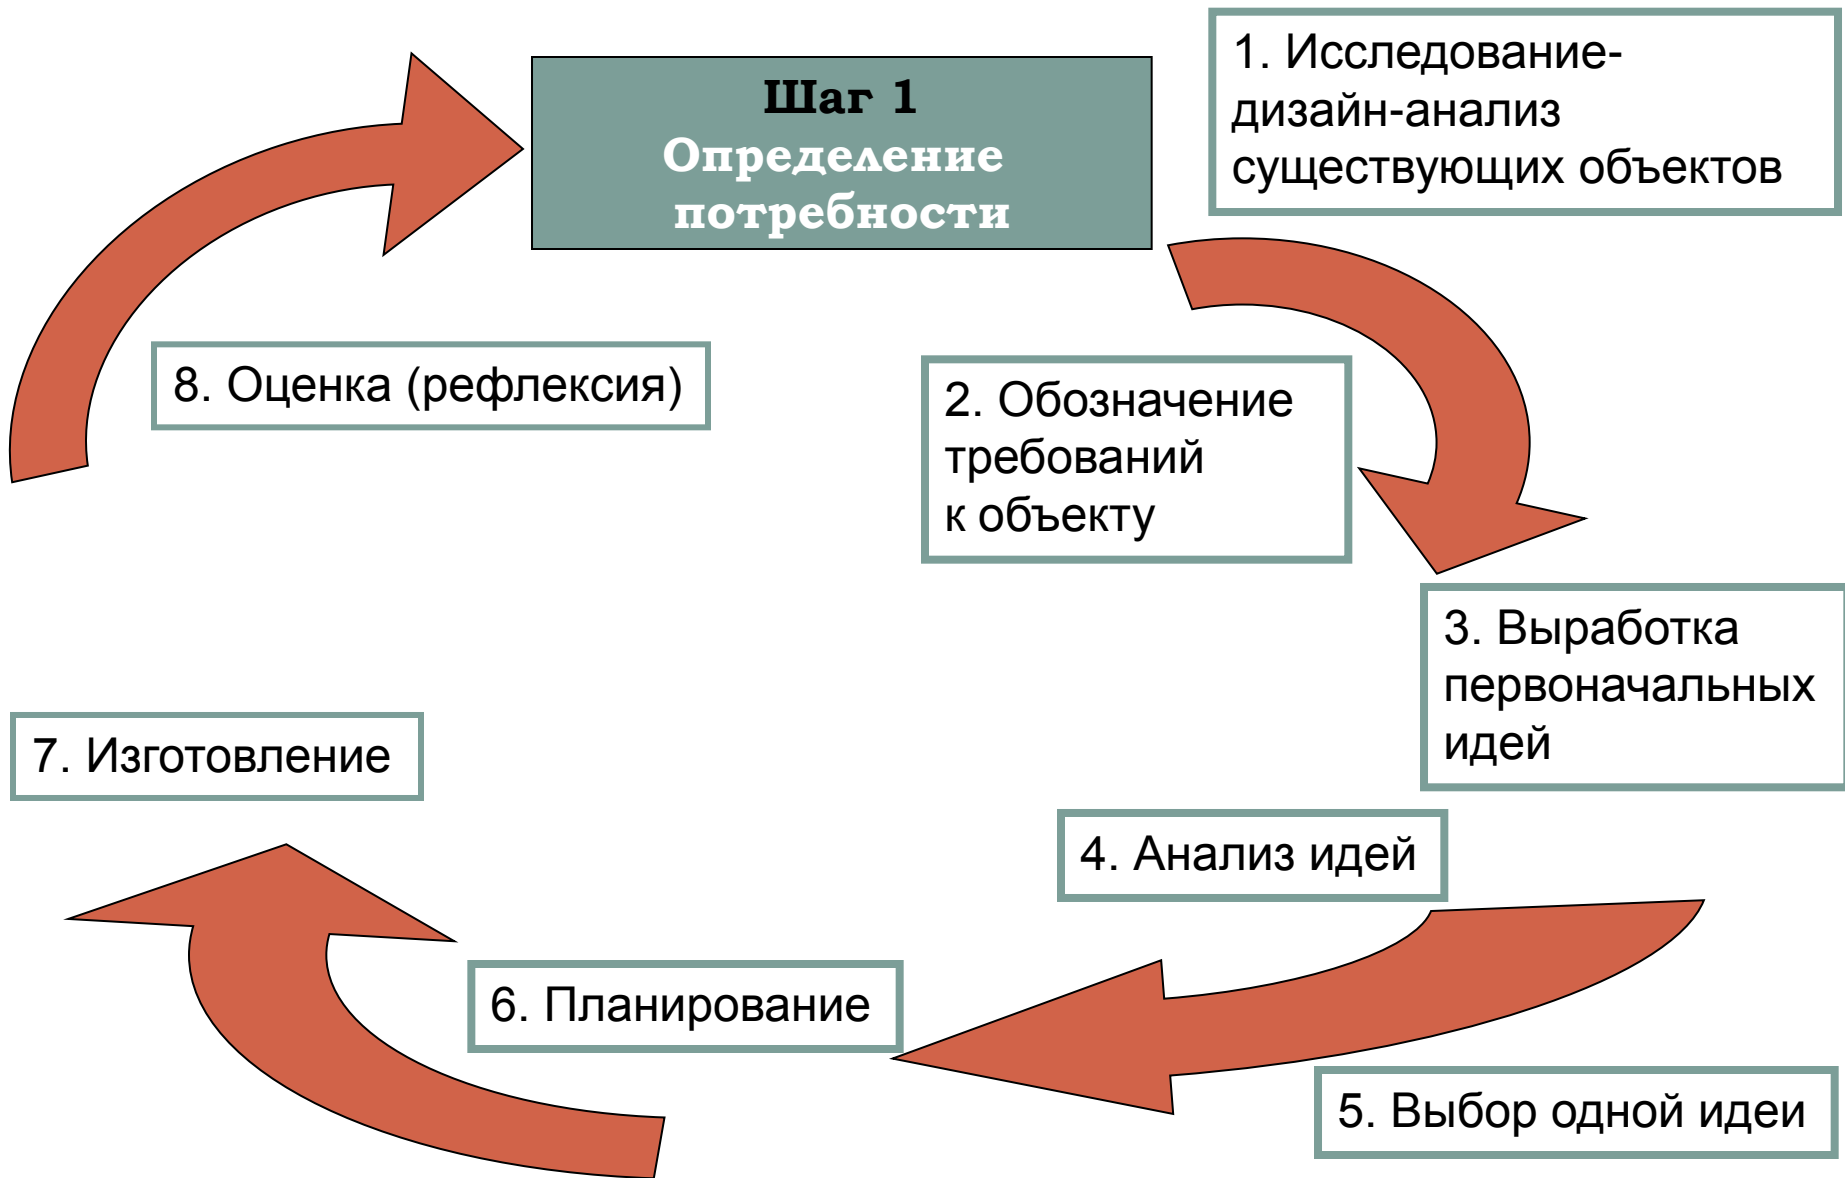 Шаг 1
Определение
потребности
1. Исследование-
дизайн-анализ
существующих объектов
2. Обозначение
требований
к объекту
3. Выработка
первоначальных
идей
4. Анализ идей
5. Выбор одной идеи
6. Планирование
7. Изготовление
8. Оценка (рефлексия)